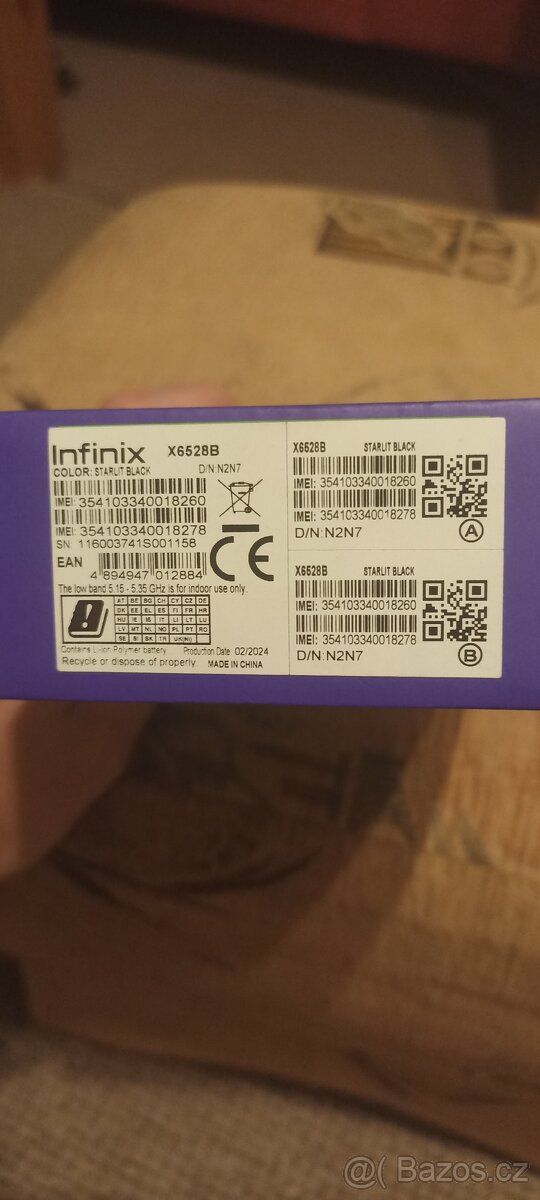 Infinix X6528B
COLOR: STARLIT BLACK D/N:N2N7
IMEI: 354103340018260
IMEI: 354103340018278
SN: 116003741S001158
EAN
4 894947 012884
The low band 5.15 - 5.35 GHz is for indoor use only.
AT BE BG CH CY CZ DE
DK EE EL ES FI FR HR
HU IE IS IT LI LT LU
LV MT NL NO PL PT RO
SE SI SK TR UK(NI)
Contains Li-ion Polymer battery Production Date 02/2024
Recycle or dispose of properly. MADE IN CHINA
CE
X6528B STARLIT BLACK
IMEI: 354103340018260
IMEI: 354103340018278
D/N:N2N7 A
X6528B STARLIT BLACK
IMEI: 354103340018260
IMEI: 354103340018278
D/N:N2N7 B
@( Bazos.cz